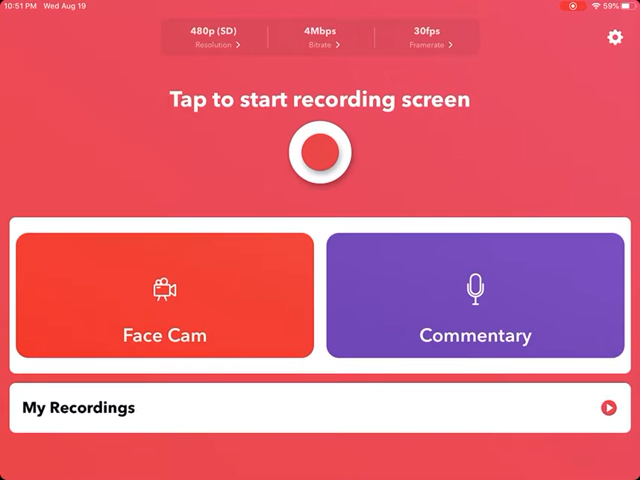 10:51 PM Wed Aug 19 59%
480p (SD) 4Mbps 30fps
Resolution Bitrate Framerate
Tap to start recording screen
Face Cam Commentary
My Recordings